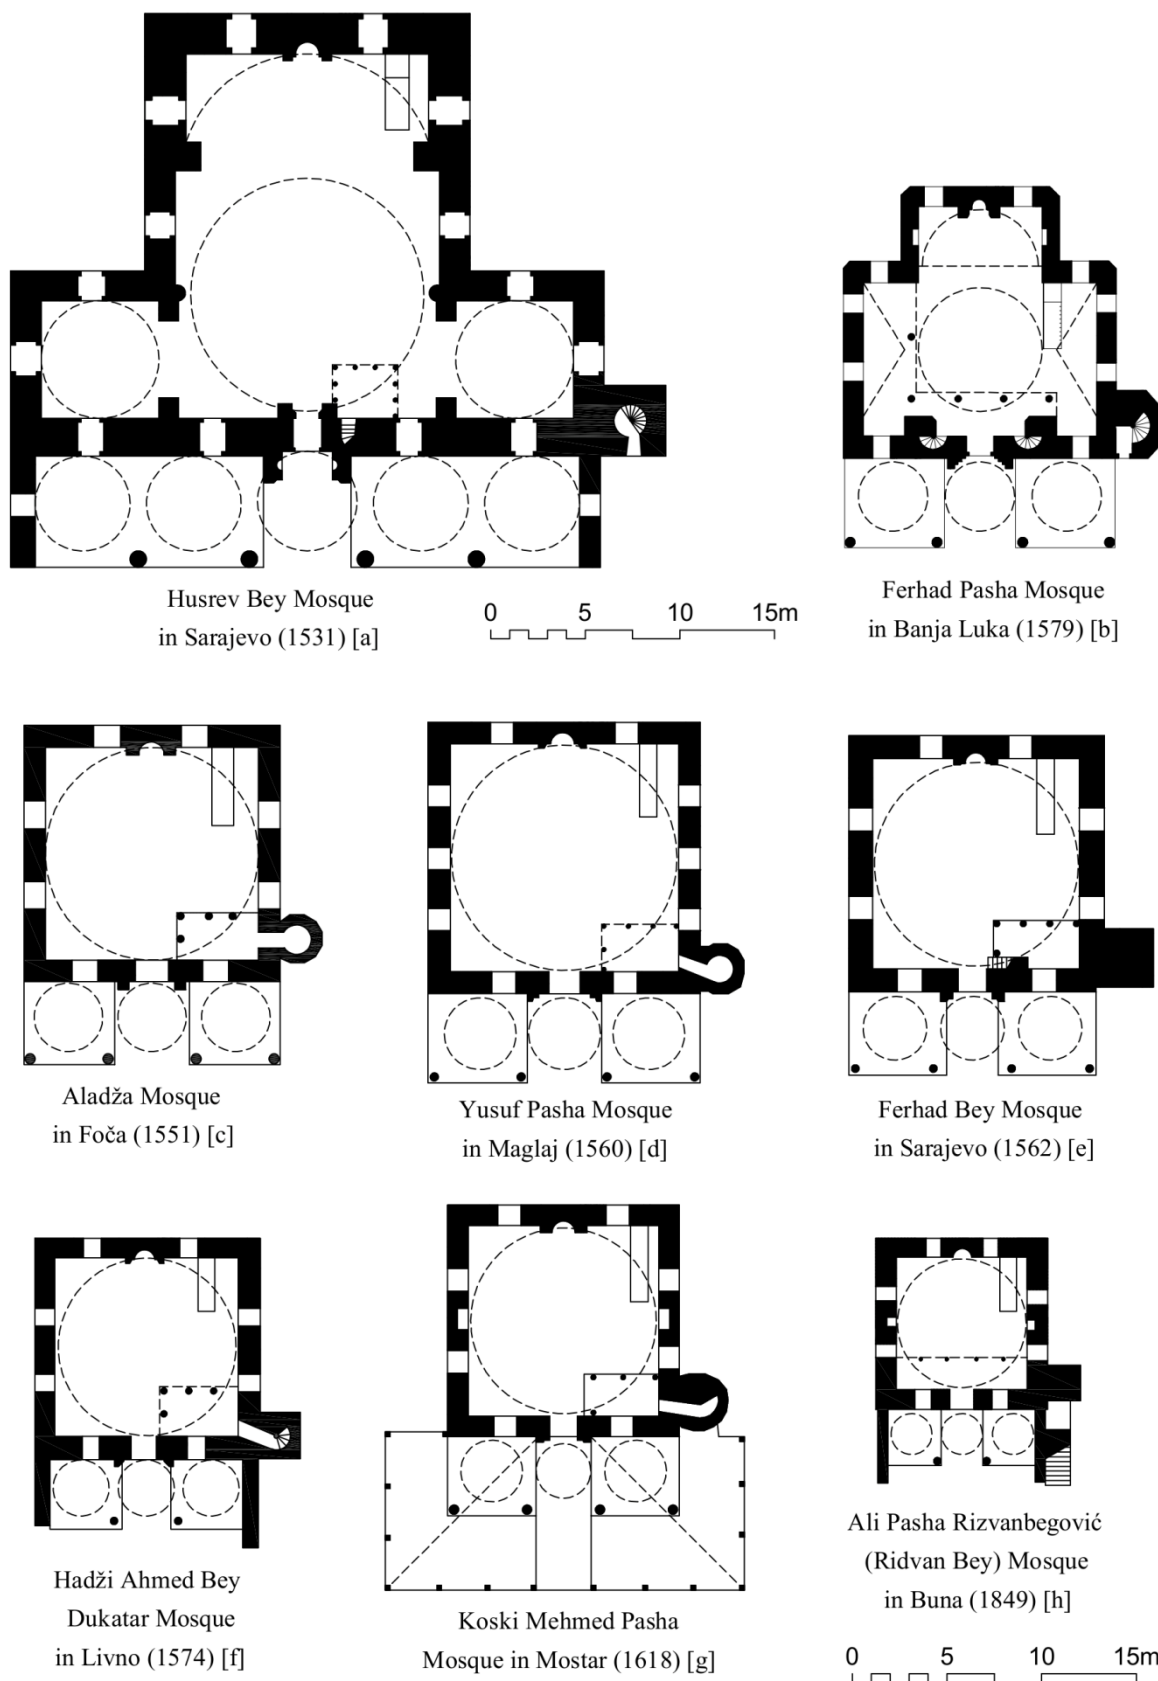 Husrev Bey Mosque
in Sarajevo (1531) [a]
0 5 10 15m
Ferhad Pasha Mosque
in Banja Luka (1579) [b]
Aladža Mosque
in Foča (1551) [c]
Yusuf Pasha Mosque
in Maglaj (1560) [d]
Ferhad Bey Mosque
in Sarajevo (1562) [e]
Hadži Ahmed Bey
Dukatar Mosque
in Livno (1574) [f]
Koski Mehmed Pasha
Mosque in Mostar (1618) [g]
Ali Pasha Rizvanbegović
(Ridvan Bey) Mosque
in Buna (1849) [h]
0 5 10 15m